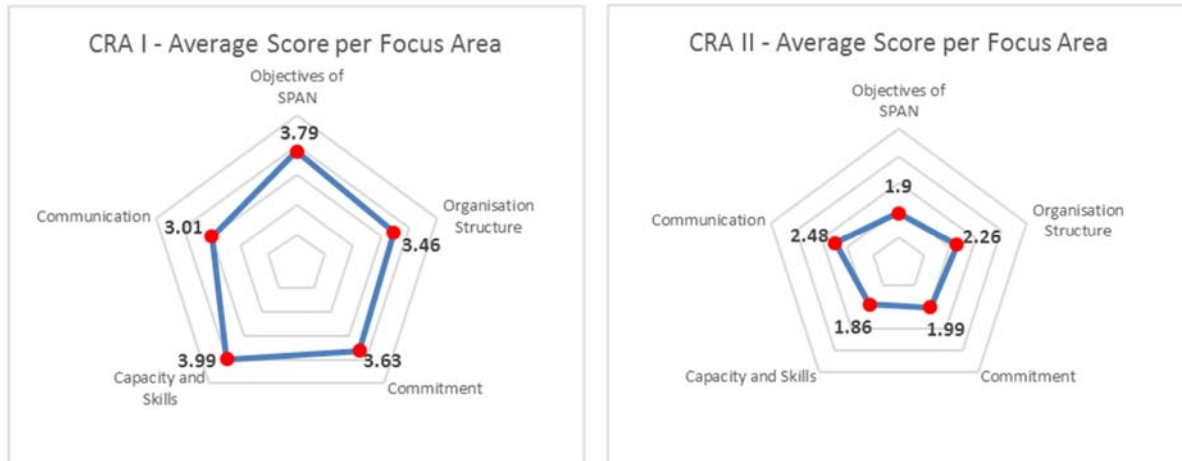 CRA I - Average Score per Focus Area
Objectives of
SPAN
3.79
Organisation
Structure
3.46
Communication
3.01
3.99
3.63
Capacity and
Skills
Commitment
CRA II - Average Score per Focus Area
Objectives of
SPAN
1.9
Organisation
Structure
2.26
Communication
2.48
1.86
1.99
Capacity and Skills
Commitment